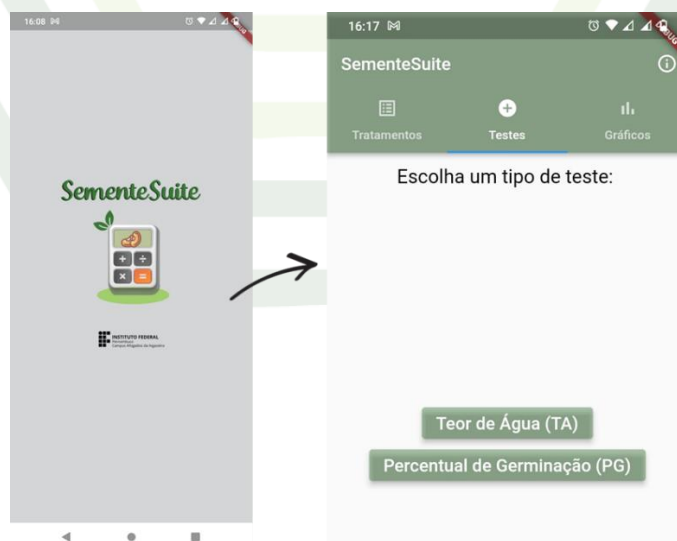 16:08
SementeSuite
INSTITUTO FEDERAL
Pernambuco
16:17
SementeSuite
Tratamentos
Testes
Gráficos
Escolha um tipo de teste:
Teor de Água (TA)
Percentual de Germinação (PG)